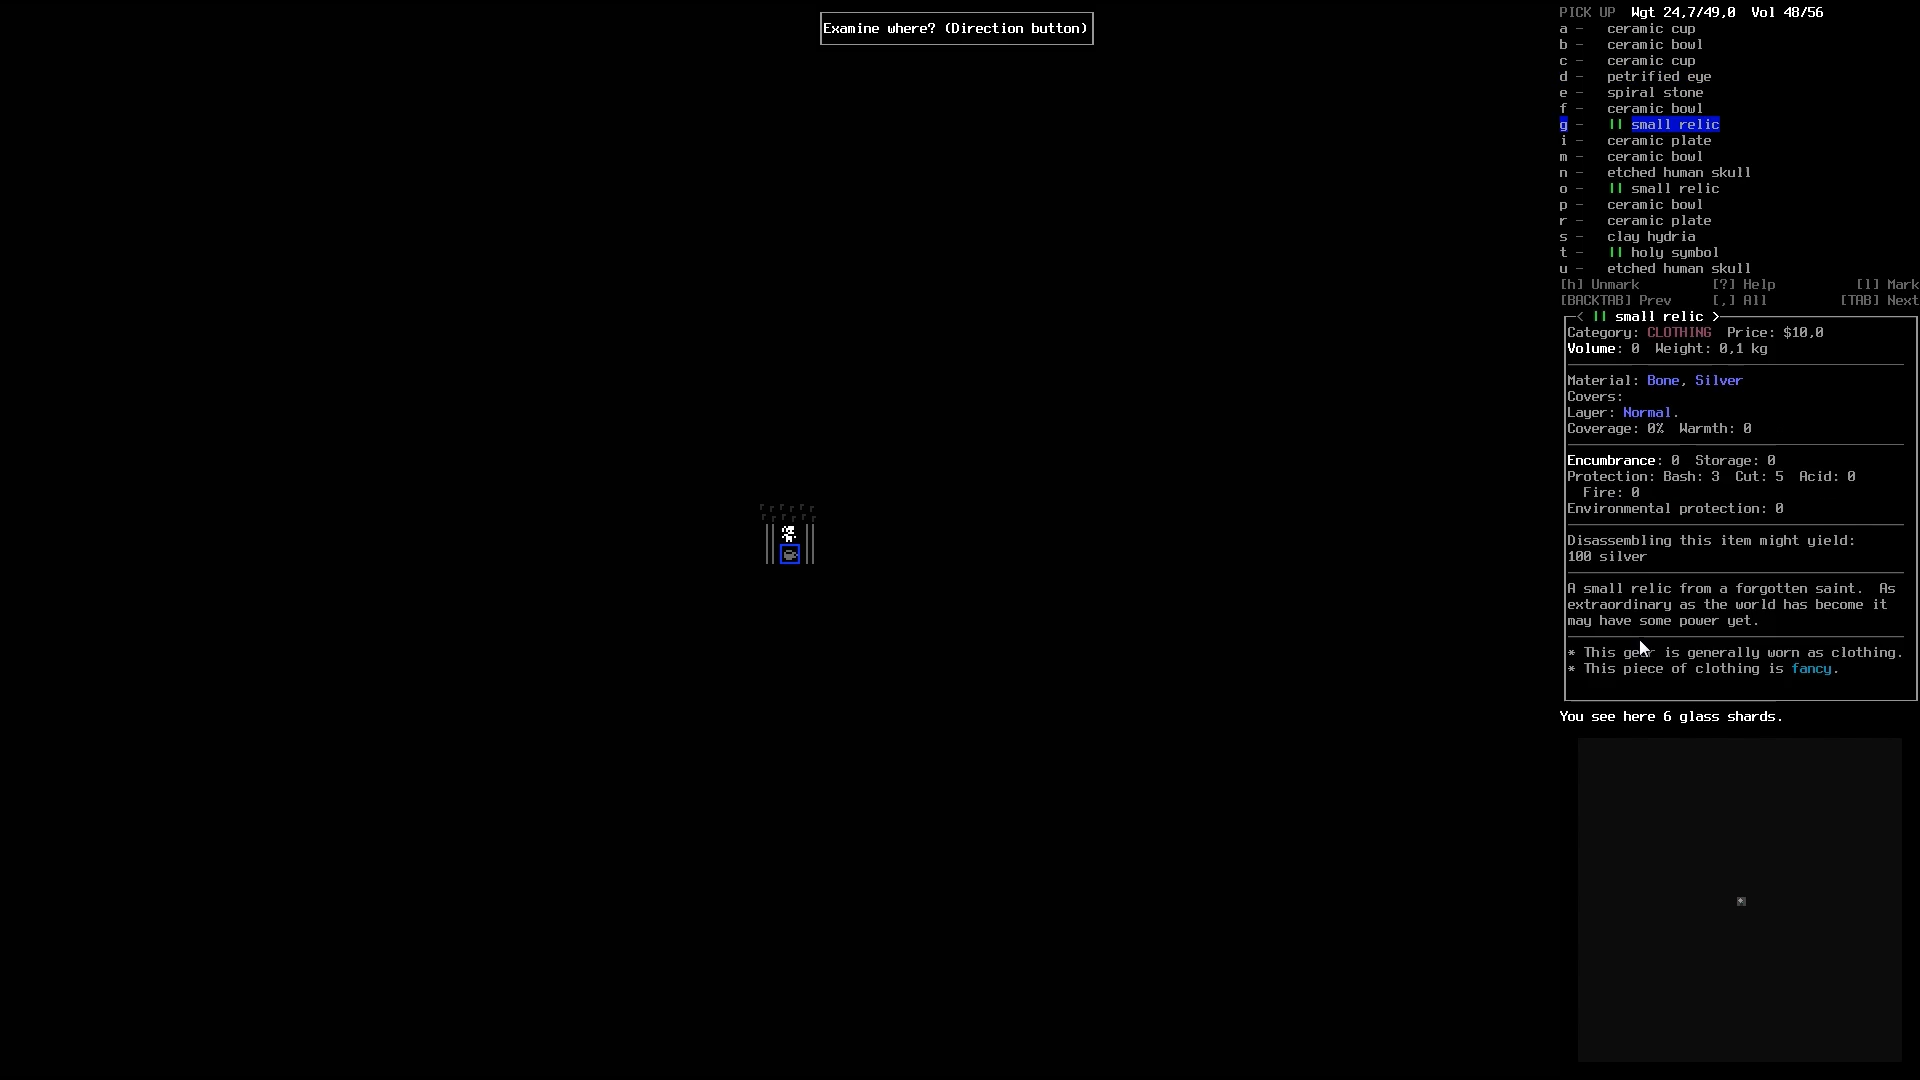 Examine where? (Direction button)
PICK UP  Wgt 24,7/49,0  Vol 48/56
a -   ceramic cup
b -   ceramic bowl
c -   ceramic cup
d -   petrified eye
e -   spiral stone
f -   ceramic bowl
g -   || small relic
i -   ceramic plate
m -   ceramic bowl
n -   etched human skull
o -   || small relic
p -   ceramic bowl
r -   ceramic plate
s -   clay hydria
t -   || holy symbol
u -   etched human skull
[h] Unmark   [?] Help   [l] Mark
[BACKTAB] Prev   [,] All   [TAB] Next
< || small relic >
Category: CLOTHING  Price: $10,0
Volume: 0  Weight: 0,1 kg
Material: Bone, Silver
Covers:
Layer: Normal.
Coverage: 0%  Warmth: 0
Encumbrance: 0  Storage: 0
Protection: Bash: 3  Cut: 5  Acid: 0
Fire: 0
Environmental protection: 0
Disassembling this item might yield:
100 silver
A small relic from a forgotten saint.  As
extraordinary as the world has become it
may have some power yet.
* This gear is generally worn as clothing.
* This piece of clothing is fancy.
You see here 6 glass shards.